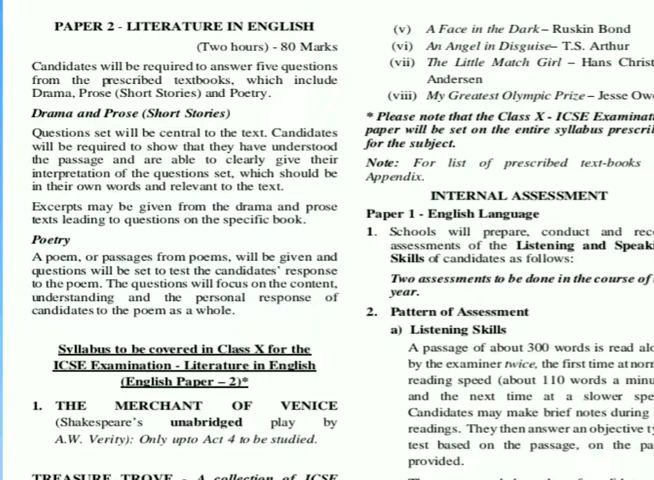 PAPER 2 - LITERATURE IN ENGLISH
(Two hours) - 80 Marks
Candidates will be required to answer five questions
from the prescribed textbooks, which include
Drama, Prose (Short Stories) and Poetry.
Drama and Prose (Short Stories)
Questions set will be central to the text. Candidates
will be required to show that they have understood
the passage and are able to clearly give their
interpretation of the questions set, which should be
in their own words and relevant to the text.
Excerpts may be given from the drama and prose
texts leading to questions on the specific book.
Poetry
A poem, or passages from poems, will be given and
questions will be set to test the candidates' response
to the poem. The questions will focus on the content,
understanding and the personal response of
candidates to the poem as a whole.
Syllabus to be covered in Class X for the
ICSE Examination - Literature in English
(English Paper – 2)*
1. THE MERCHANT OF VENICE
(Shakespeare's unabridged play by
A.W. Verity): Only upto Act 4 to be studied.
TREASURE TROVE - A collection of ICSE
(v) A Face in the Dark – Ruskin Bond
(vi) An Angel in Disguise– T.S. Arthur
(vii) The Little Match Girl – Hans Christ
Andersen
(viii) My Greatest Olympic Prize – Jesse Ow
* Please note that the Class X - ICSE Examinat
paper will be set on the entire syllabus prescri
for the subject.
Note: For list of prescribed text-books
Appendix.
INTERNAL ASSESSMENT
Paper 1 - English Language
1. Schools will prepare, conduct and rec
assessments of the Listening and Speaki
Skills of candidates as follows:
Two assessments to be done in the course of
year.
2. Pattern of Assessment
a) Listening Skills
A passage of about 300 words is read alo
by the examiner twice, the first time at norm
reading speed (about 110 words a minu
and the next time at a slower spe
Candidates may make brief notes during
readings. They then answer an objective ty
test based on the passage, on the pa
provided.